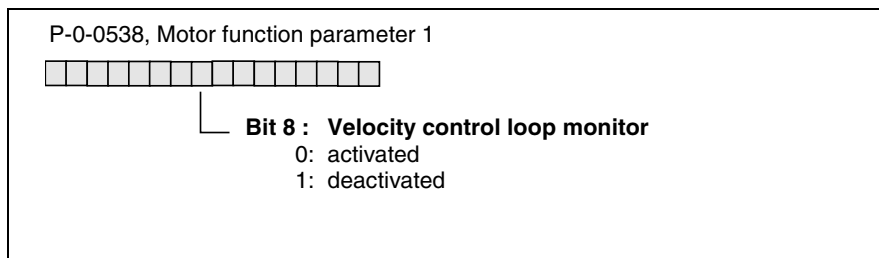 P-0-0538, Motor function parameter 1
Bit 8 : Velocity control loop monitor
0: activated
1: deactivated